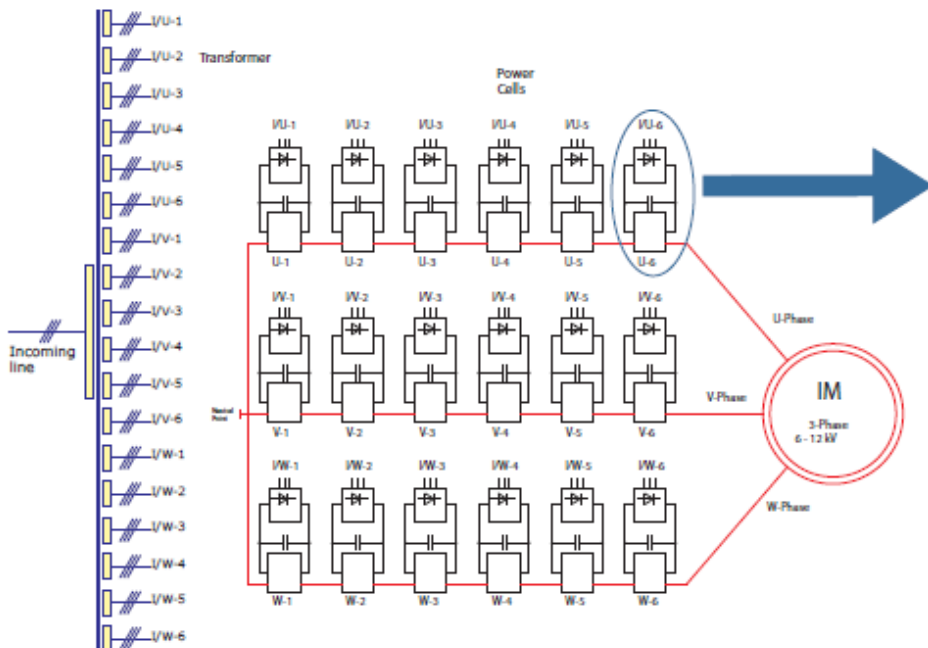 I/U-1
I/U-2
I/U-3
I/U-4
I/U-5
I/U-6
I/V-1
I/V-2
I/V-3
I/V-4
I/V-5
I/V-6
I/W-1
I/W-2
I/W-3
I/W-4
I/W-5
I/W-6
Transformer
Incoming
line
Power
Cells
I/U-1 I/U-2 I/U-3 I/U-4 I/U-5 I/U-6
U-1 U-2 U-3 U-4 U-5 U-6
I/V-1 I/V-2 I/V-3 I/V-4 I/V-5 I/V-6
Neutral
Point
V-1 V-2 V-3 V-4 V-5 V-6
I/W-1 I/W-2 I/W-3 I/W-4 I/W-5 I/W-6
W-1 W-2 W-3 W-4 W-5 W-6
U-Phase
V-Phase
W-Phase
IM
3-Phase
6 - 12 kV